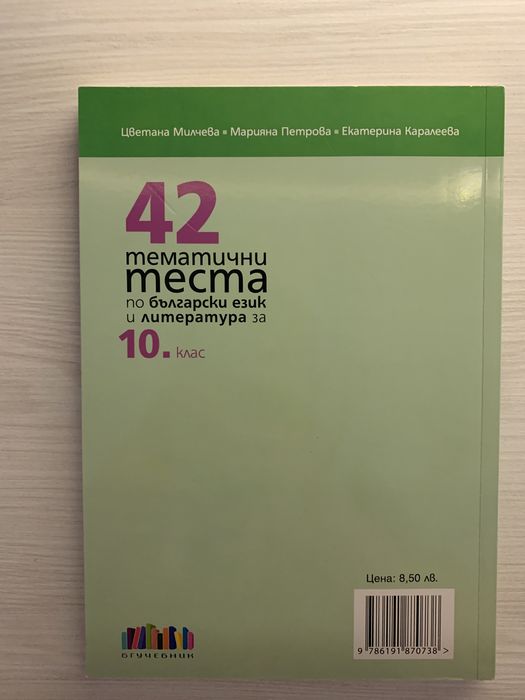 Цветана Милчева ▪ Марияна Петрова ▪ Екатерина Каралеева
42
тематични
теста
по български език
и литература за
10. клас
Цена: 8,50 лв.
9 786191 870738 >
БГУЧЕБНИК